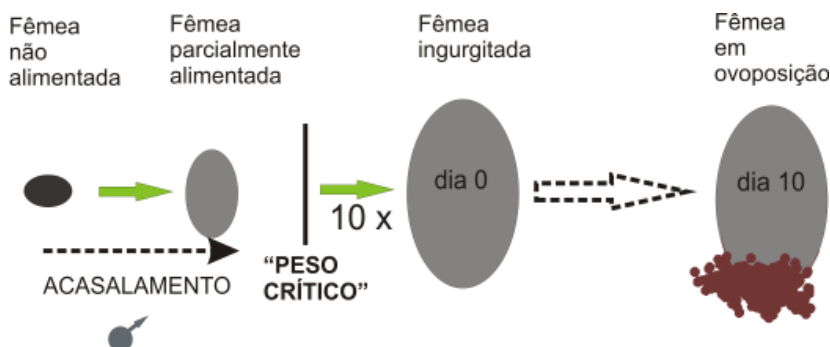 Fêmea
não
alimentada
Fêmea
parcialmente
alimentada
Fêmea
ingurgitada
Fêmea
em
ovoposição
dia 0
dia 10
10 x
ACASALAMENTO
“PESO
CRÍTICO”